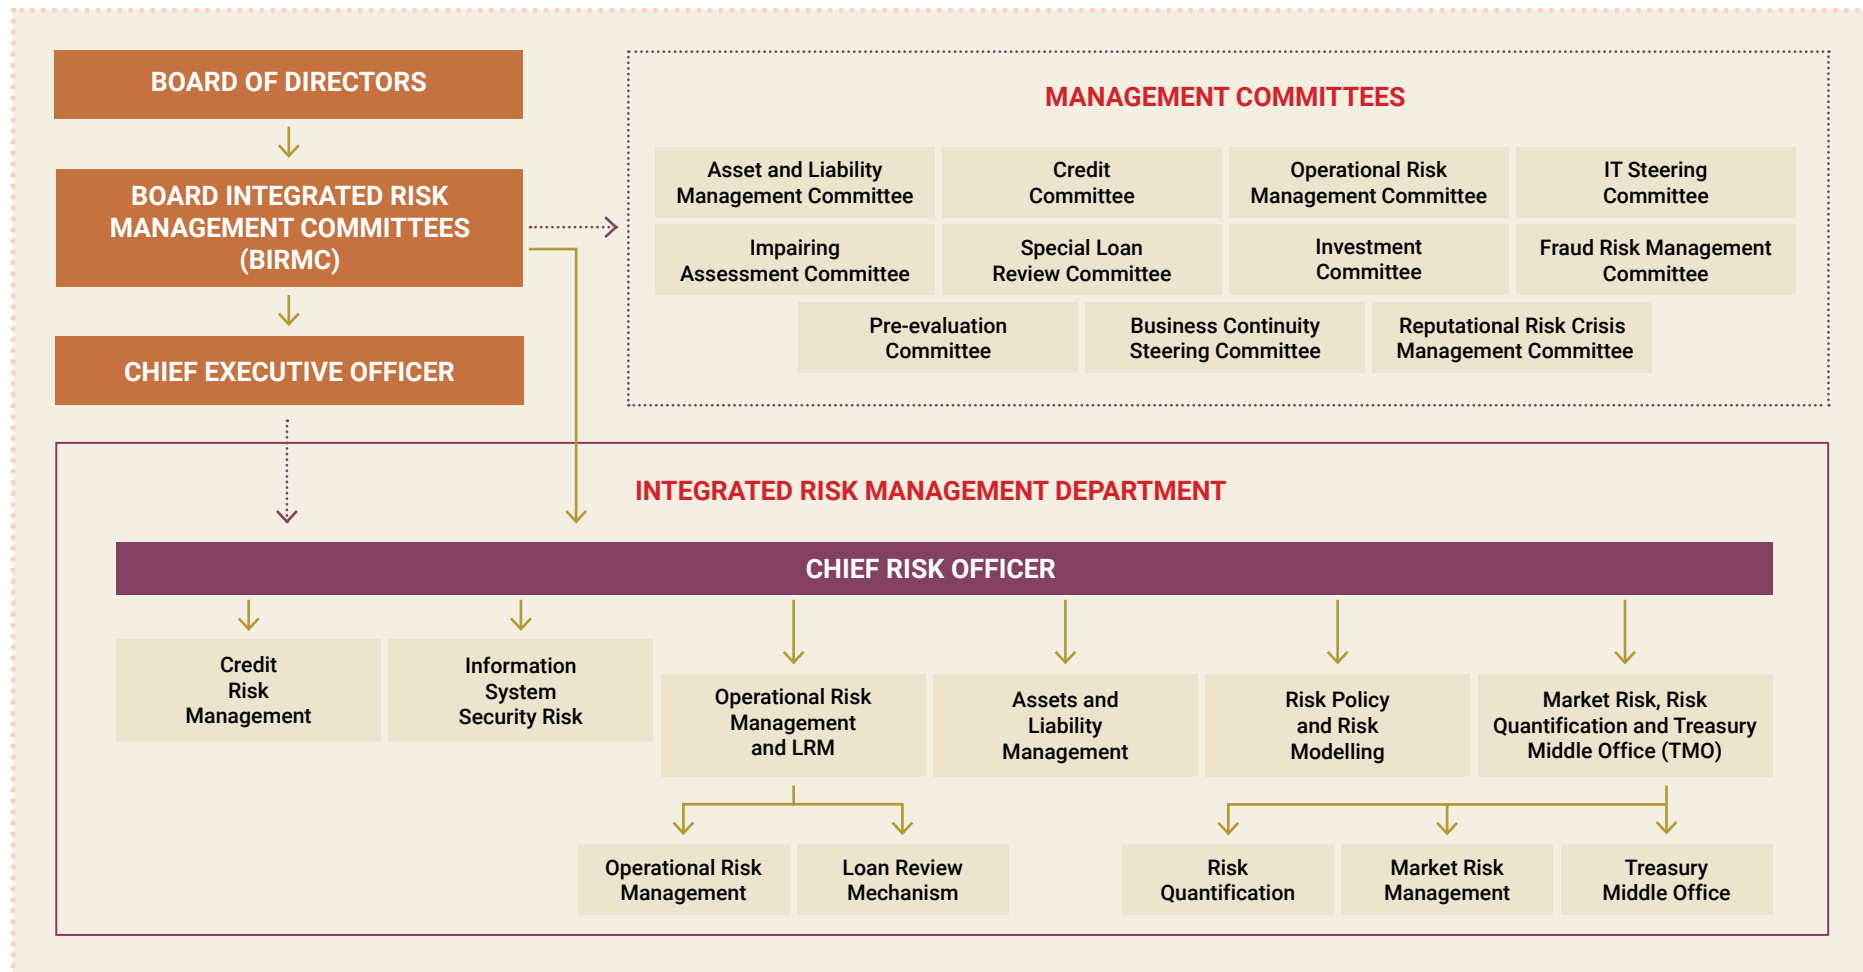 BOARD OF DIRECTORS
BOARD INTEGRATED RISK
MANAGEMENT COMMITTEES
(BIRMC)
CHIEF EXECUTIVE OFFICER
MANAGEMENT COMMITTEES
Asset and Liability
Management Committee
Credit
Committee
Operational Risk
Management Committee
IT Steering
Committee
Impairing
Assessment Committee
Special Loan
Review Committee
Investment
Committee
Fraud Risk Management
Committee
Pre-evaluation
Committee
Business Continuity
Steering Committee
Reputational Risk Crisis
Management Committee
INTEGRATED RISK MANAGEMENT DEPARTMENT
CHIEF RISK OFFICER
Credit
Risk
Management
Information
System
Security Risk
Operational Risk
Management
and LRM
Assets and
Liability
Management
Risk Policy
and Risk
Modelling
Market Risk, Risk
Quantification and Treasury
Middle Office (TMO)
Operational Risk
Management
Loan Review
Mechanism
Risk
Quantification
Market Risk
Management
Treasury
Middle Office